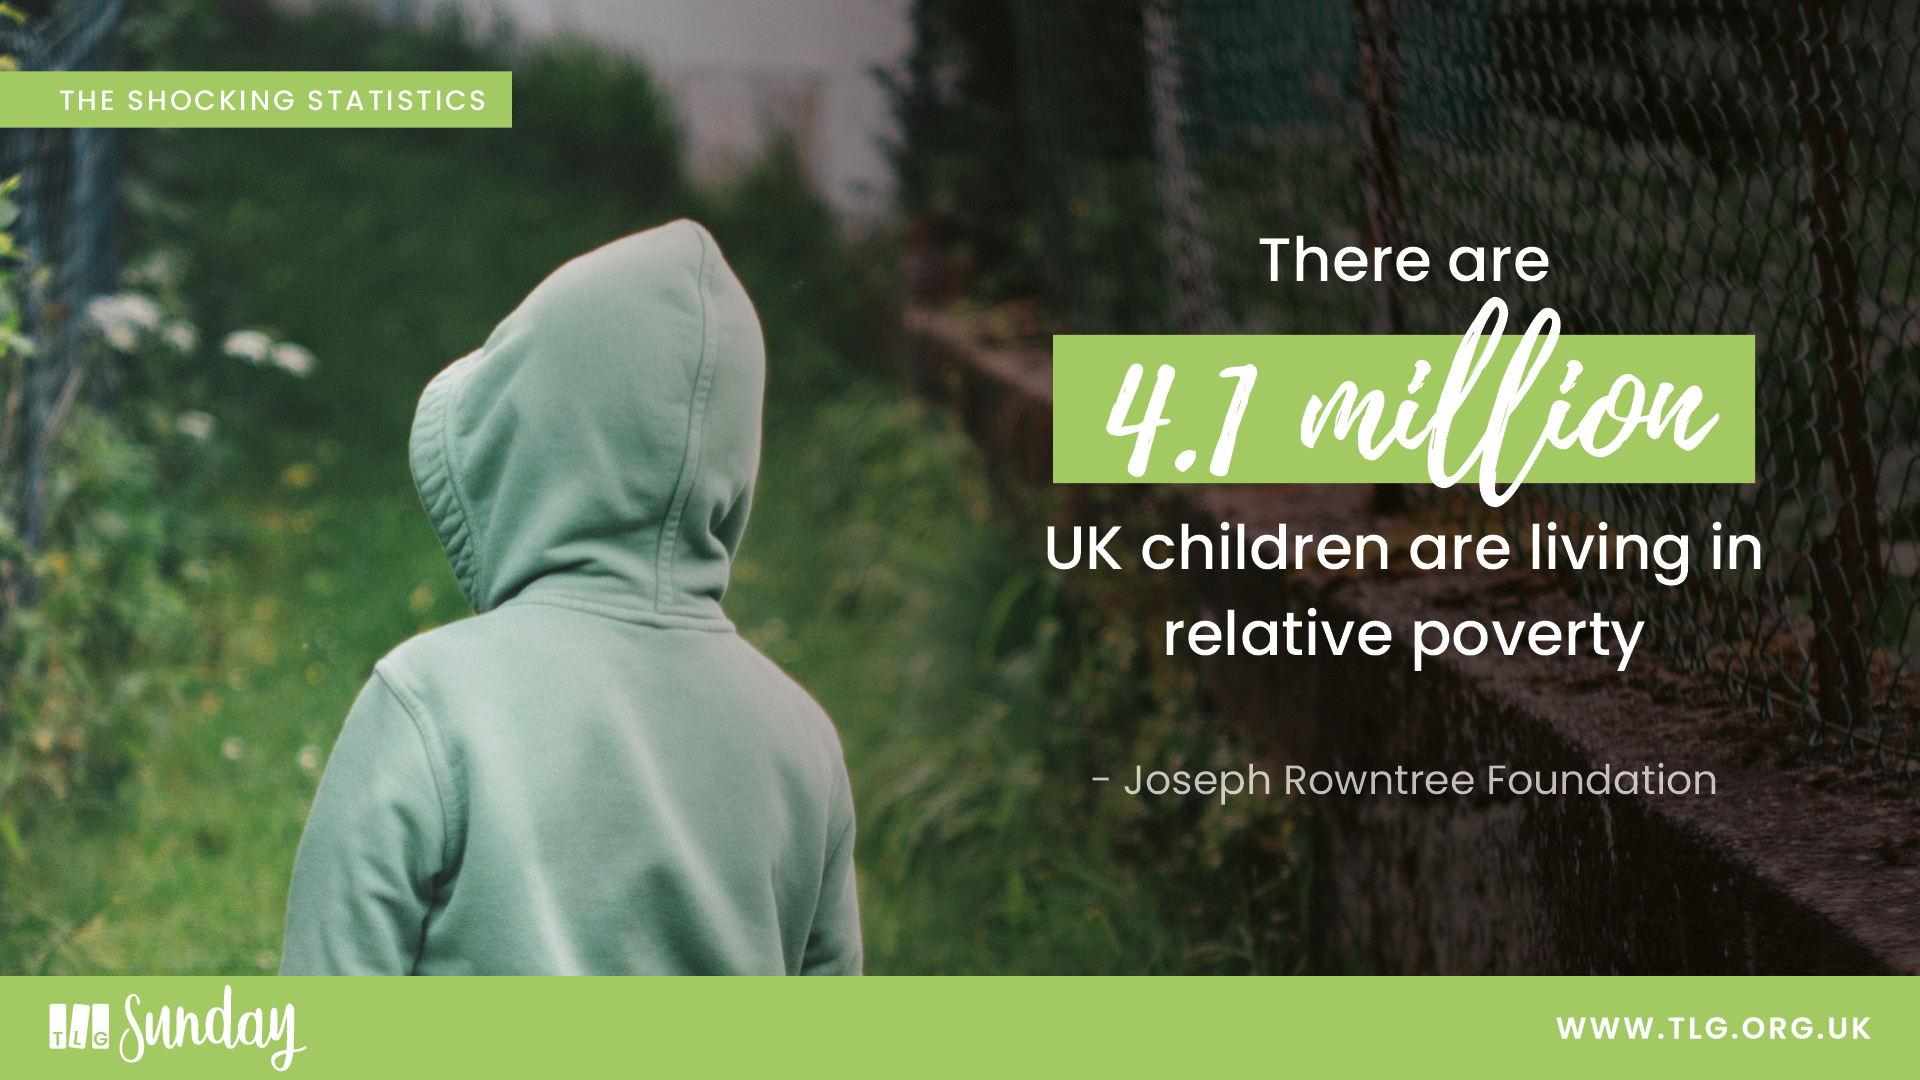 THE SHOCKING STATISTICS
There are
4.1 million
UK children are living in
relative poverty
- Joseph Rowntree Foundation
TLG Sunday
WWW.TLG.ORG.UK